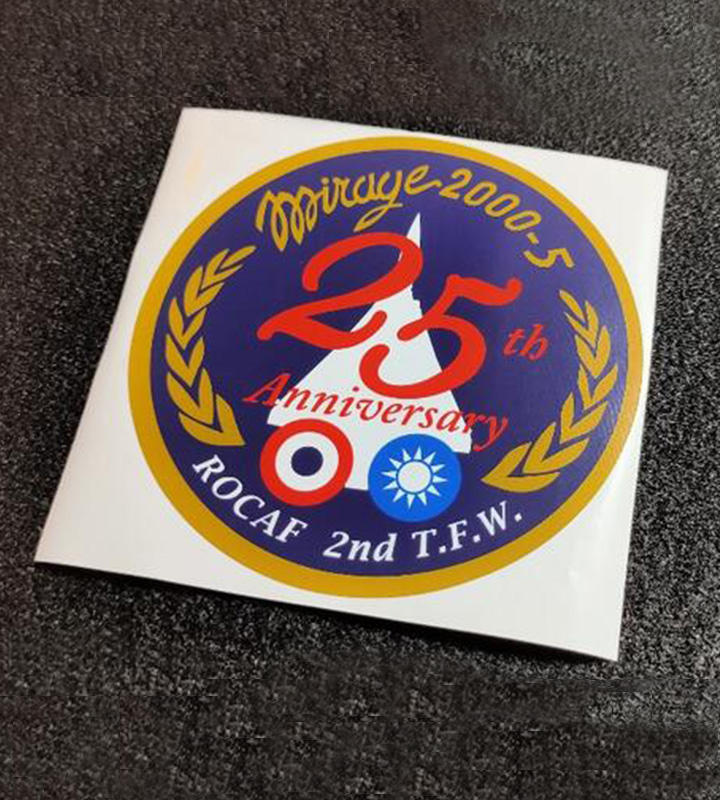 Mirage 2000-5
25th
Anniversary
ROCAF 2nd T.F.W.